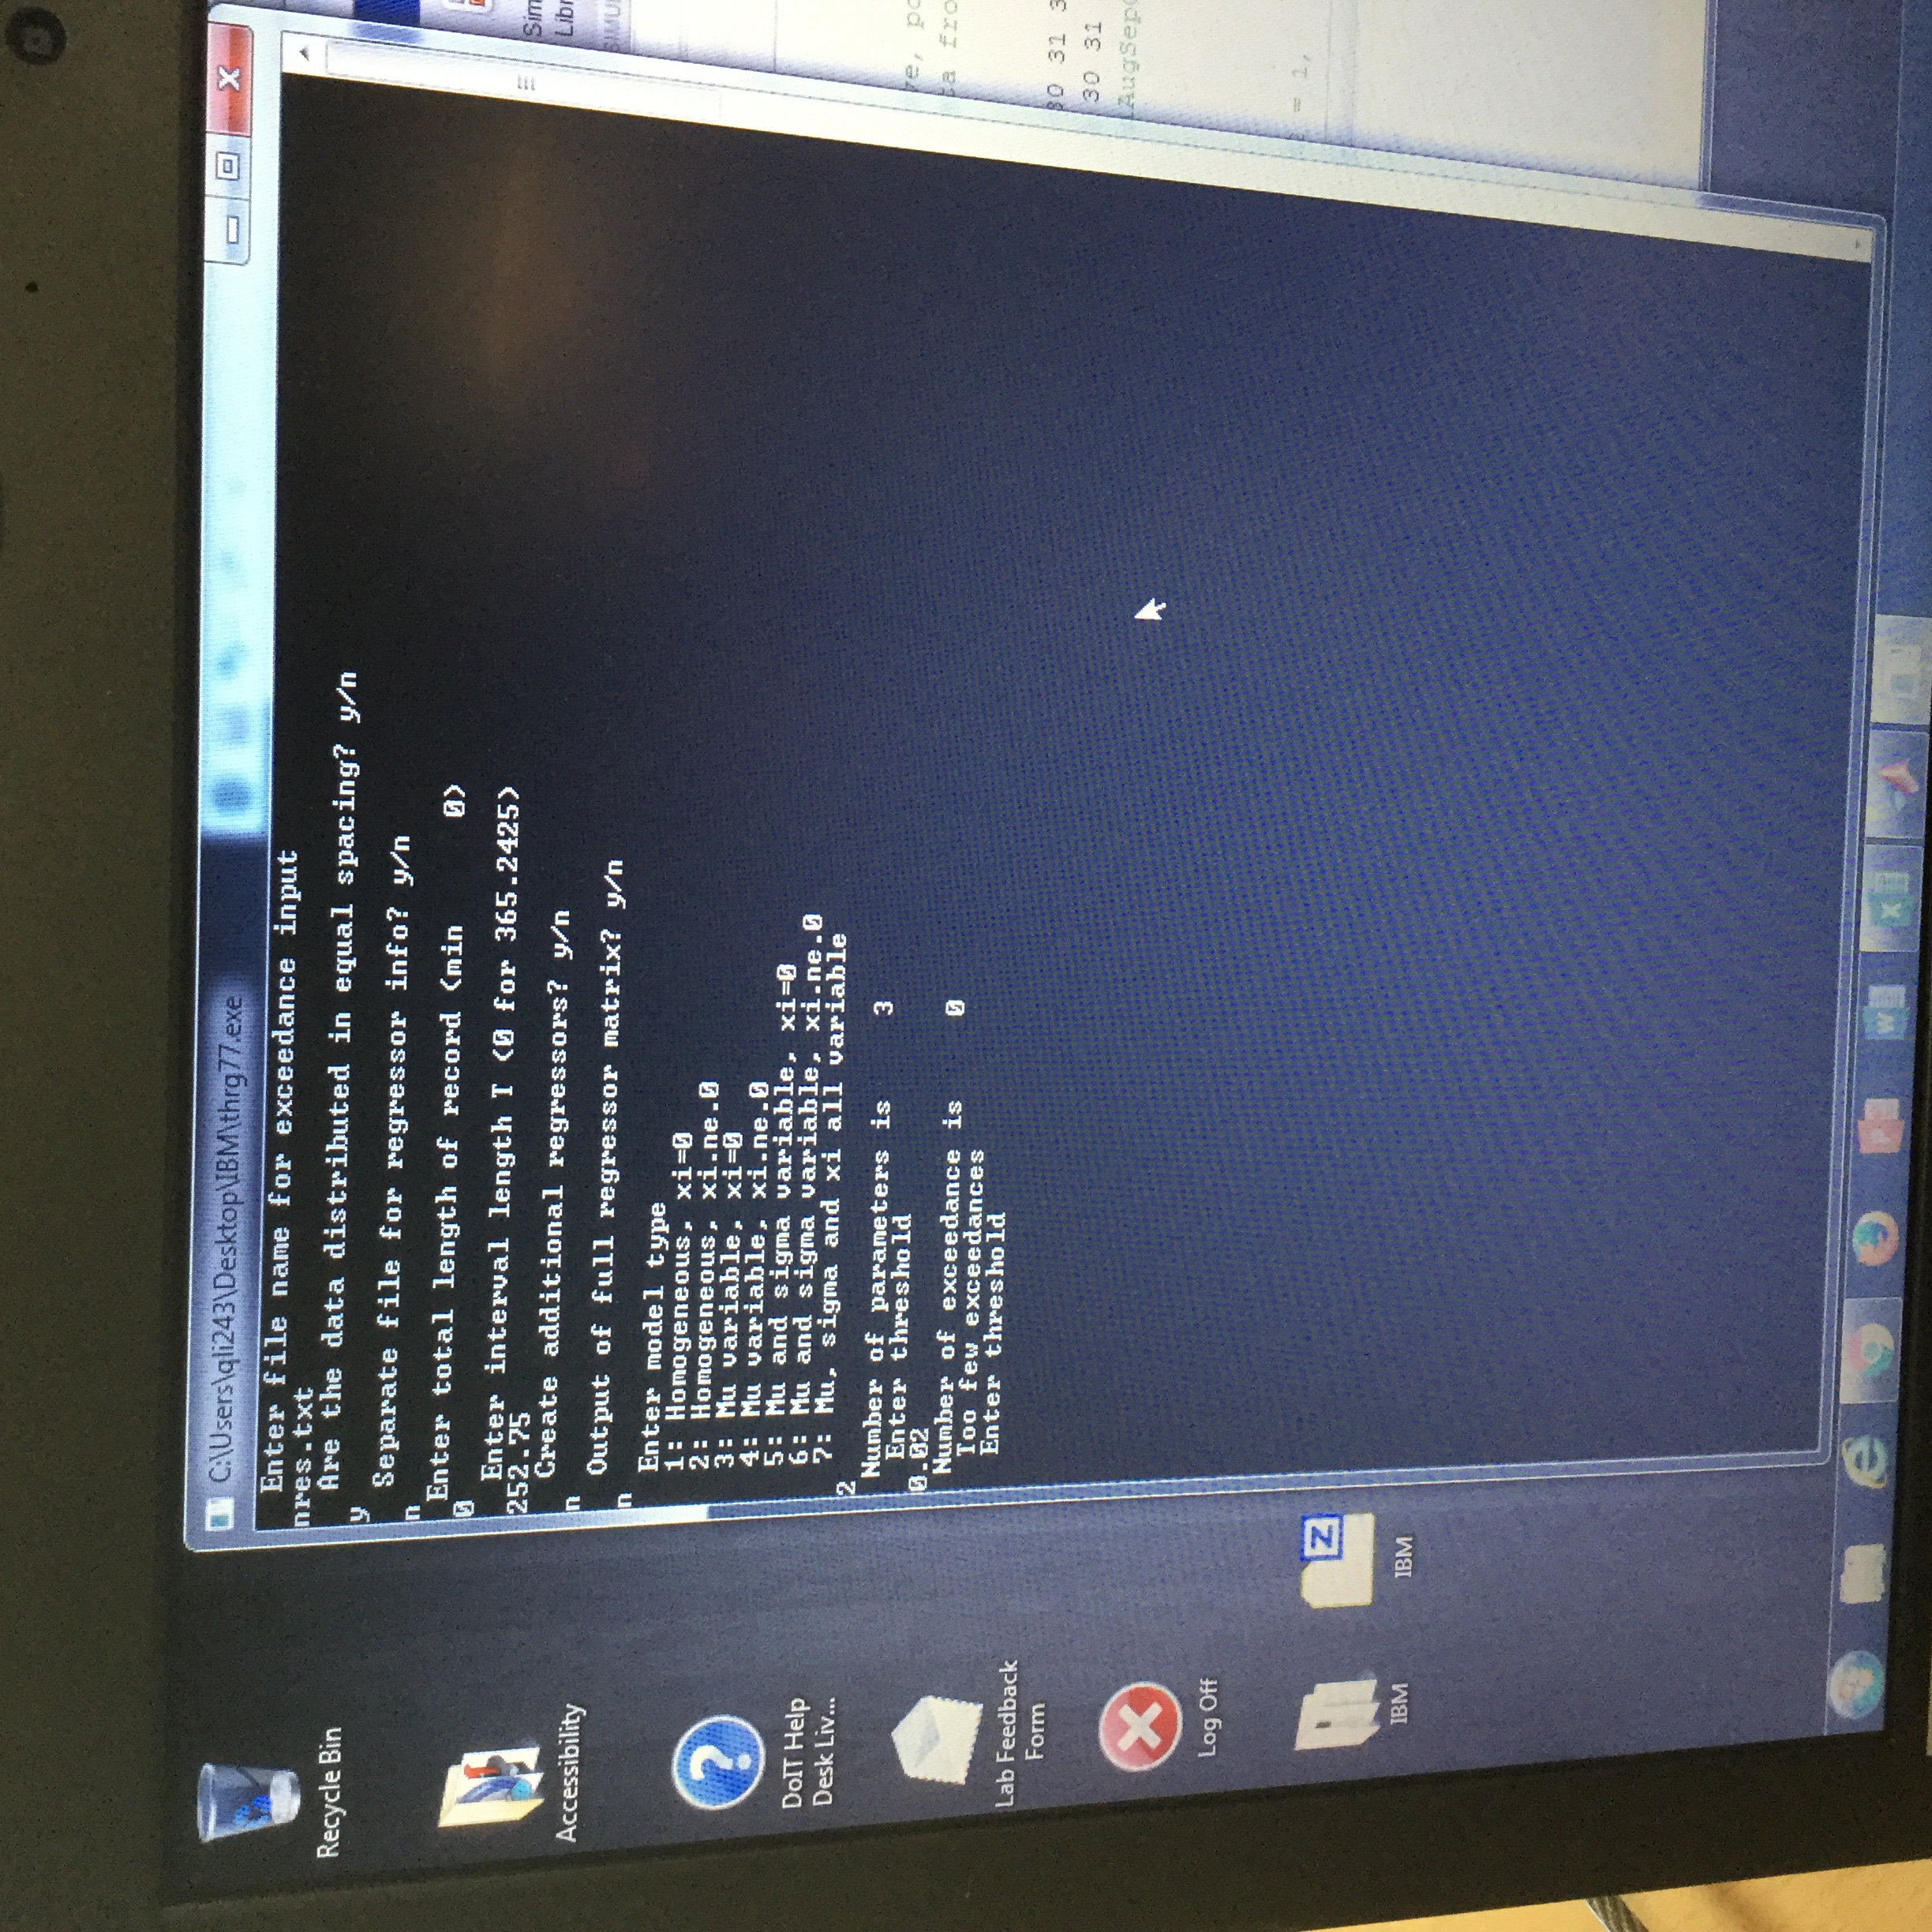 C:\Users\qli243\Desktop\IBM\thrg77.exe
Enter file name for exceedance input
nres.txt
Are the data distributed in equal spacing? y/n
y
Separate file for regressor info? y/n
n
Enter total length of record (min 0)
0
Enter interval length T (0 for 365.2425)
252.75
Create additional regressors? y/n
n
Output of full regressor matrix? y/n
n
Enter model type
1: Homogeneous, xi=0
2: Homogeneous, xi.ne.0
3: Mu variable, xi=0
4: Mu variable, xi.ne.0
5: Mu and sigma variable, xi=0
6: Mu and sigma variable, xi.ne.0
7: Mu, sigma and xi all variable
2
Number of parameters is 3
Enter threshold
0.02
Number of exceedance is 0
Too few exceedances
Enter threshold
Recycle Bin
Accessibility
DoIT Help
Desk Liv...
Lab Feedback
Form
Log Off
IBM
Z
IBM
30 31
30 31
AugSep
= 1,